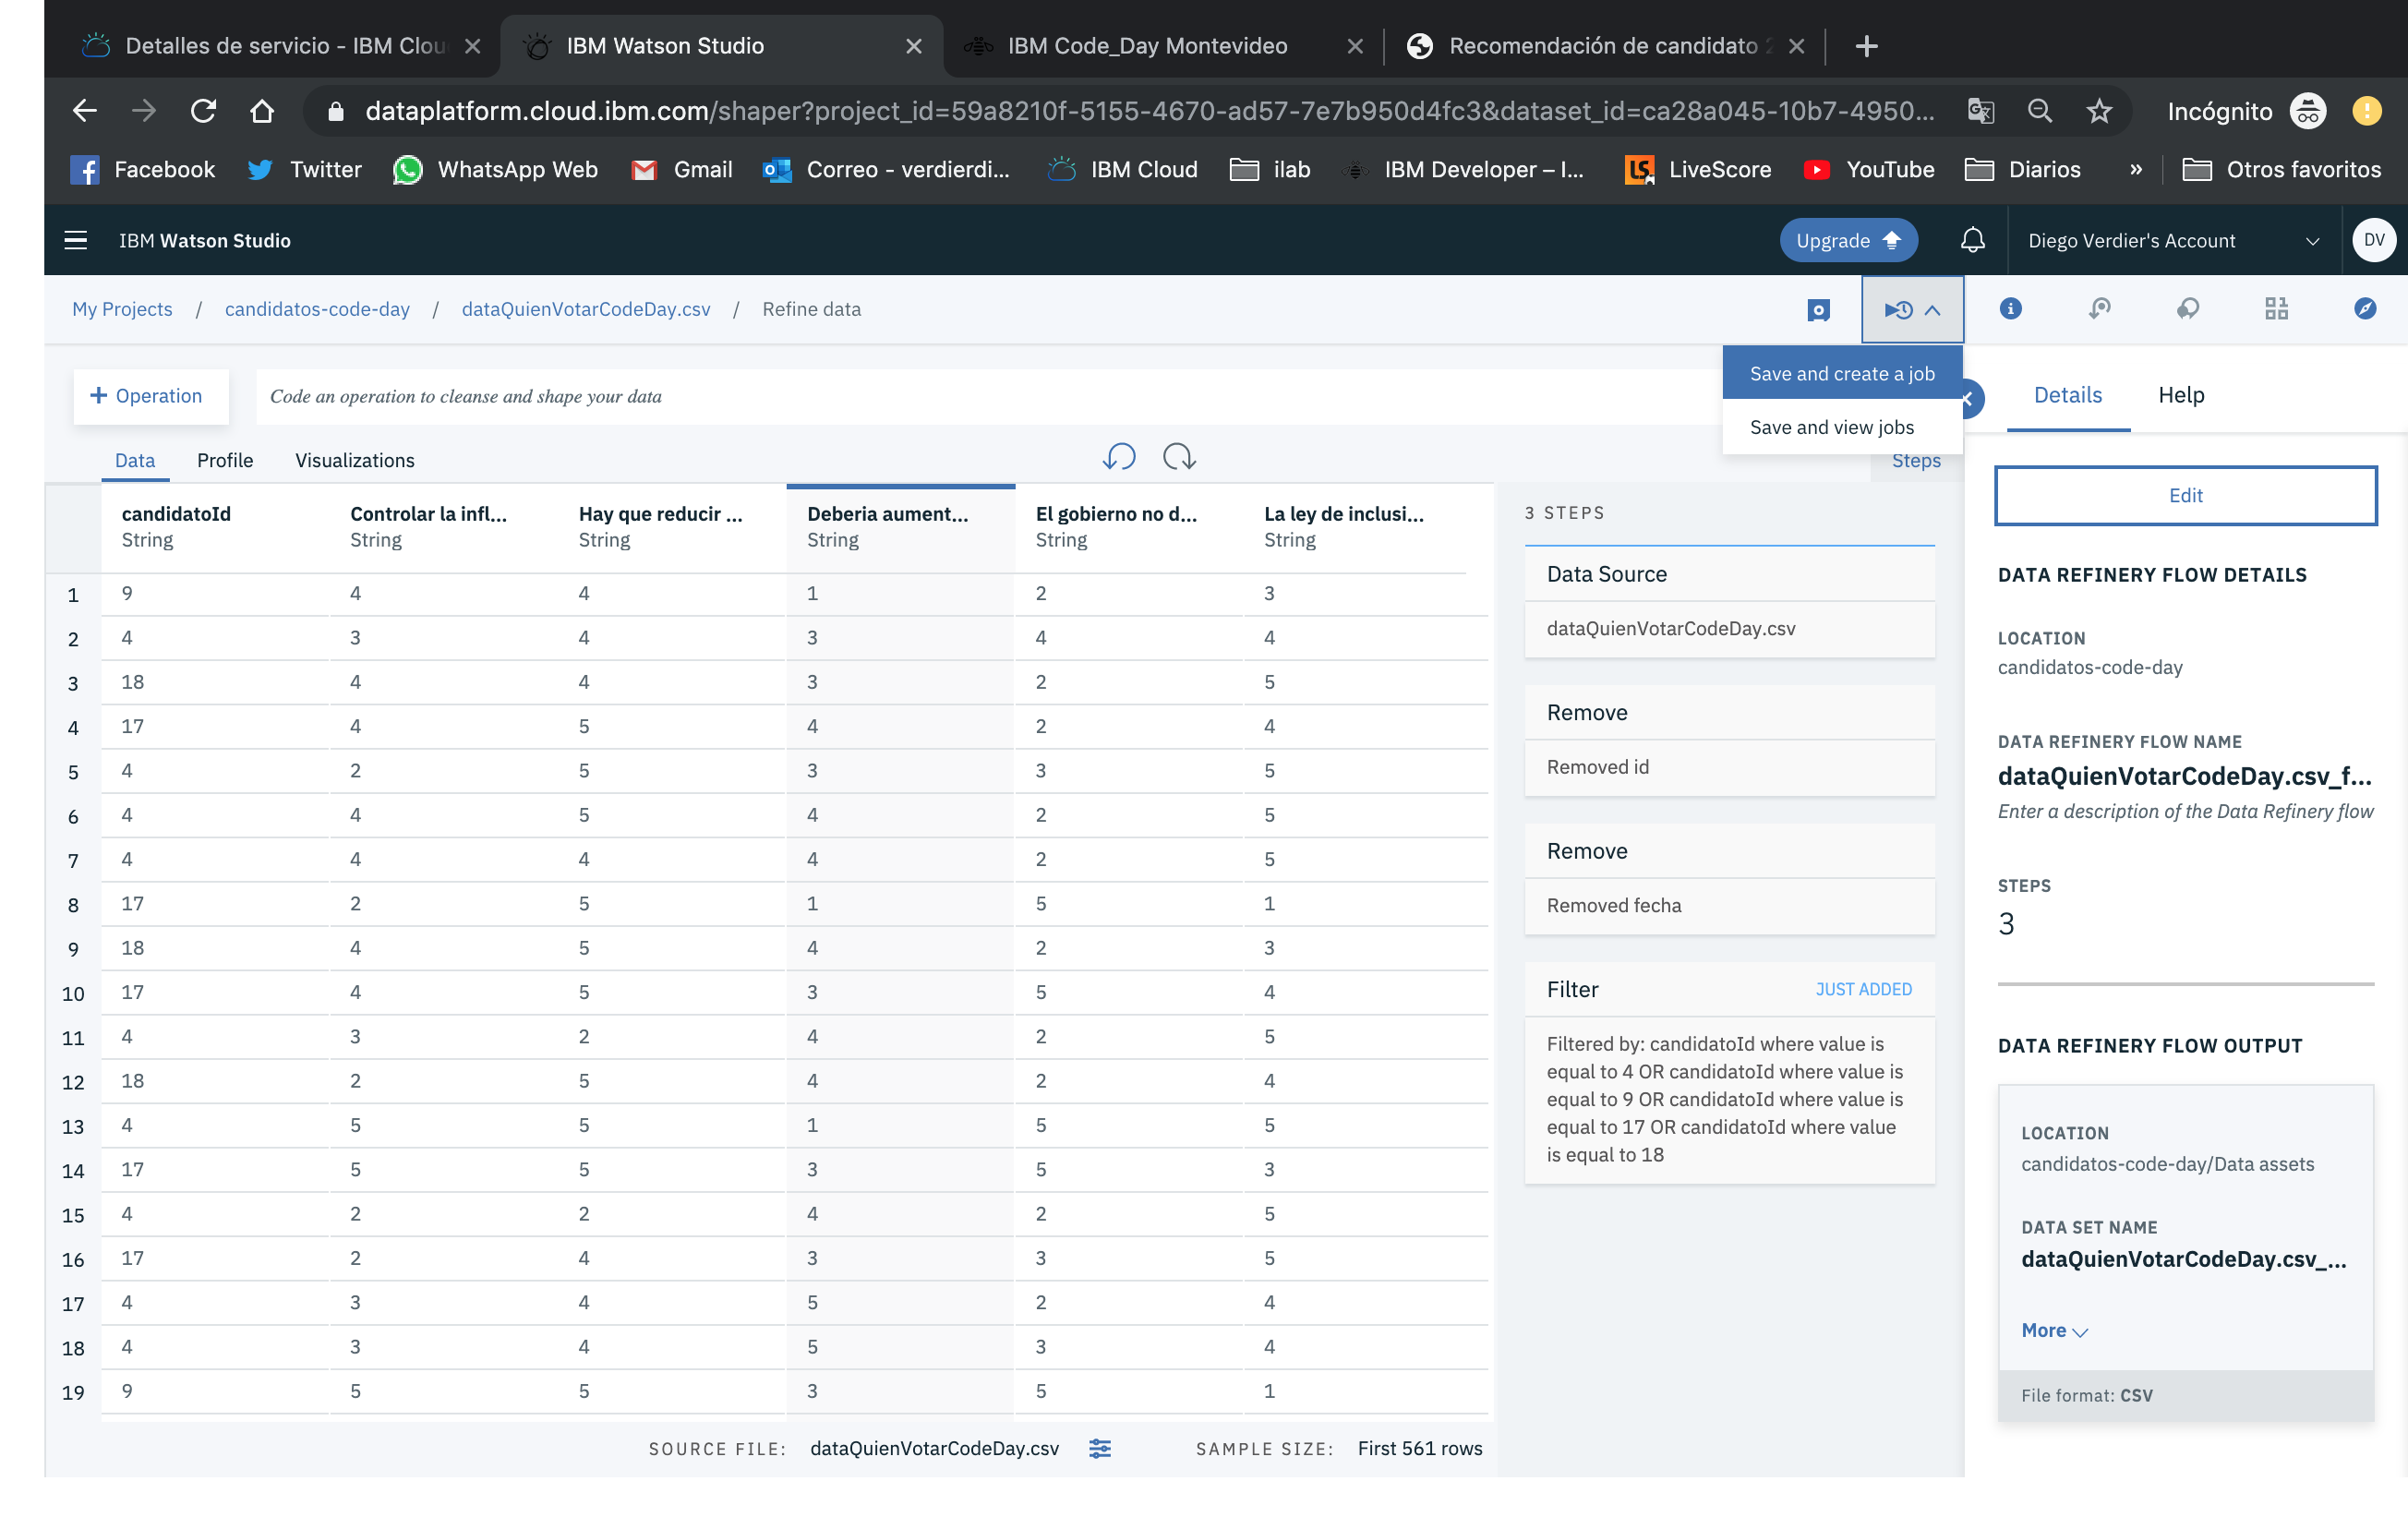 Detalles de servicio - IBM Clou
IBM Watson Studio
IBM Code_Day Montevideo
Recomendación de candidato 2
dataplatform.cloud.ibm.com/shaper?project_id=59a8210f-5155-4670-ad57-7e7b950d4fc3&dataset_id=ca28a045-10b7-4950...
Incógnito
Facebook
Twitter
WhatsApp Web
Gmail
Correo - verdierdi...
IBM Cloud
ilab
IBM Developer – I...
LiveScore
YouTube
Diarios
»
Otros favoritos
IBM Watson Studio
Upgrade
Diego Verdier's Account
DV
My Projects / candidatos-code-day / dataQuienVotarCodeDay.csv / Refine data
Save and create a job
Save and view jobs
+ Operation
Code an operation to cleanse and shape your data
Details
Help
Data
Profile
Visualizations
Steps
candidatoId Controlar la infl... Hay que reducir ... Deberia aument... El gobierno no d... La ley de inclusi...
String String String String String String
1 9 4 4 1 2 3
2 4 3 4 3 4 4
3 18 4 4 3 2 5
4 17 4 5 4 2 4
5 4 2 5 3 3 5
6 4 4 5 4 2 5
7 4 4 4 4 2 5
8 17 2 5 1 5 1
9 18 4 5 4 2 3
10 17 4 5 3 5 4
11 4 3 2 4 2 5
12 18 2 5 4 2 4
13 4 5 5 1 5 5
14 17 5 5 3 5 3
15 4 2 2 4 2 5
16 17 2 4 3 3 5
17 4 3 4 5 2 4
18 4 3 4 5 3 4
19 9 5 5 3 5 1
SOURCE FILE: dataQuienVotarCodeDay.csv
SAMPLE SIZE: First 561 rows
3 STEPS
Data Source
dataQuienVotarCodeDay.csv
Remove
Removed id
Remove
Removed fecha
Filter
JUST ADDED
Filtered by: candidatoId where value is
equal to 4 OR candidatoId where value is
equal to 9 OR candidatoId where value is
equal to 17 OR candidatoId where value
is equal to 18
Edit
DATA REFINERY FLOW DETAILS
LOCATION
candidatos-code-day
DATA REFINERY FLOW NAME
dataQuienVotarCodeDay.csv_f...
Enter a description of the Data Refinery flow
STEPS
3
DATA REFINERY FLOW OUTPUT
LOCATION
candidatos-code-day/Data assets
DATA SET NAME
dataQuienVotarCodeDay.csv_...
More
File format: CSV